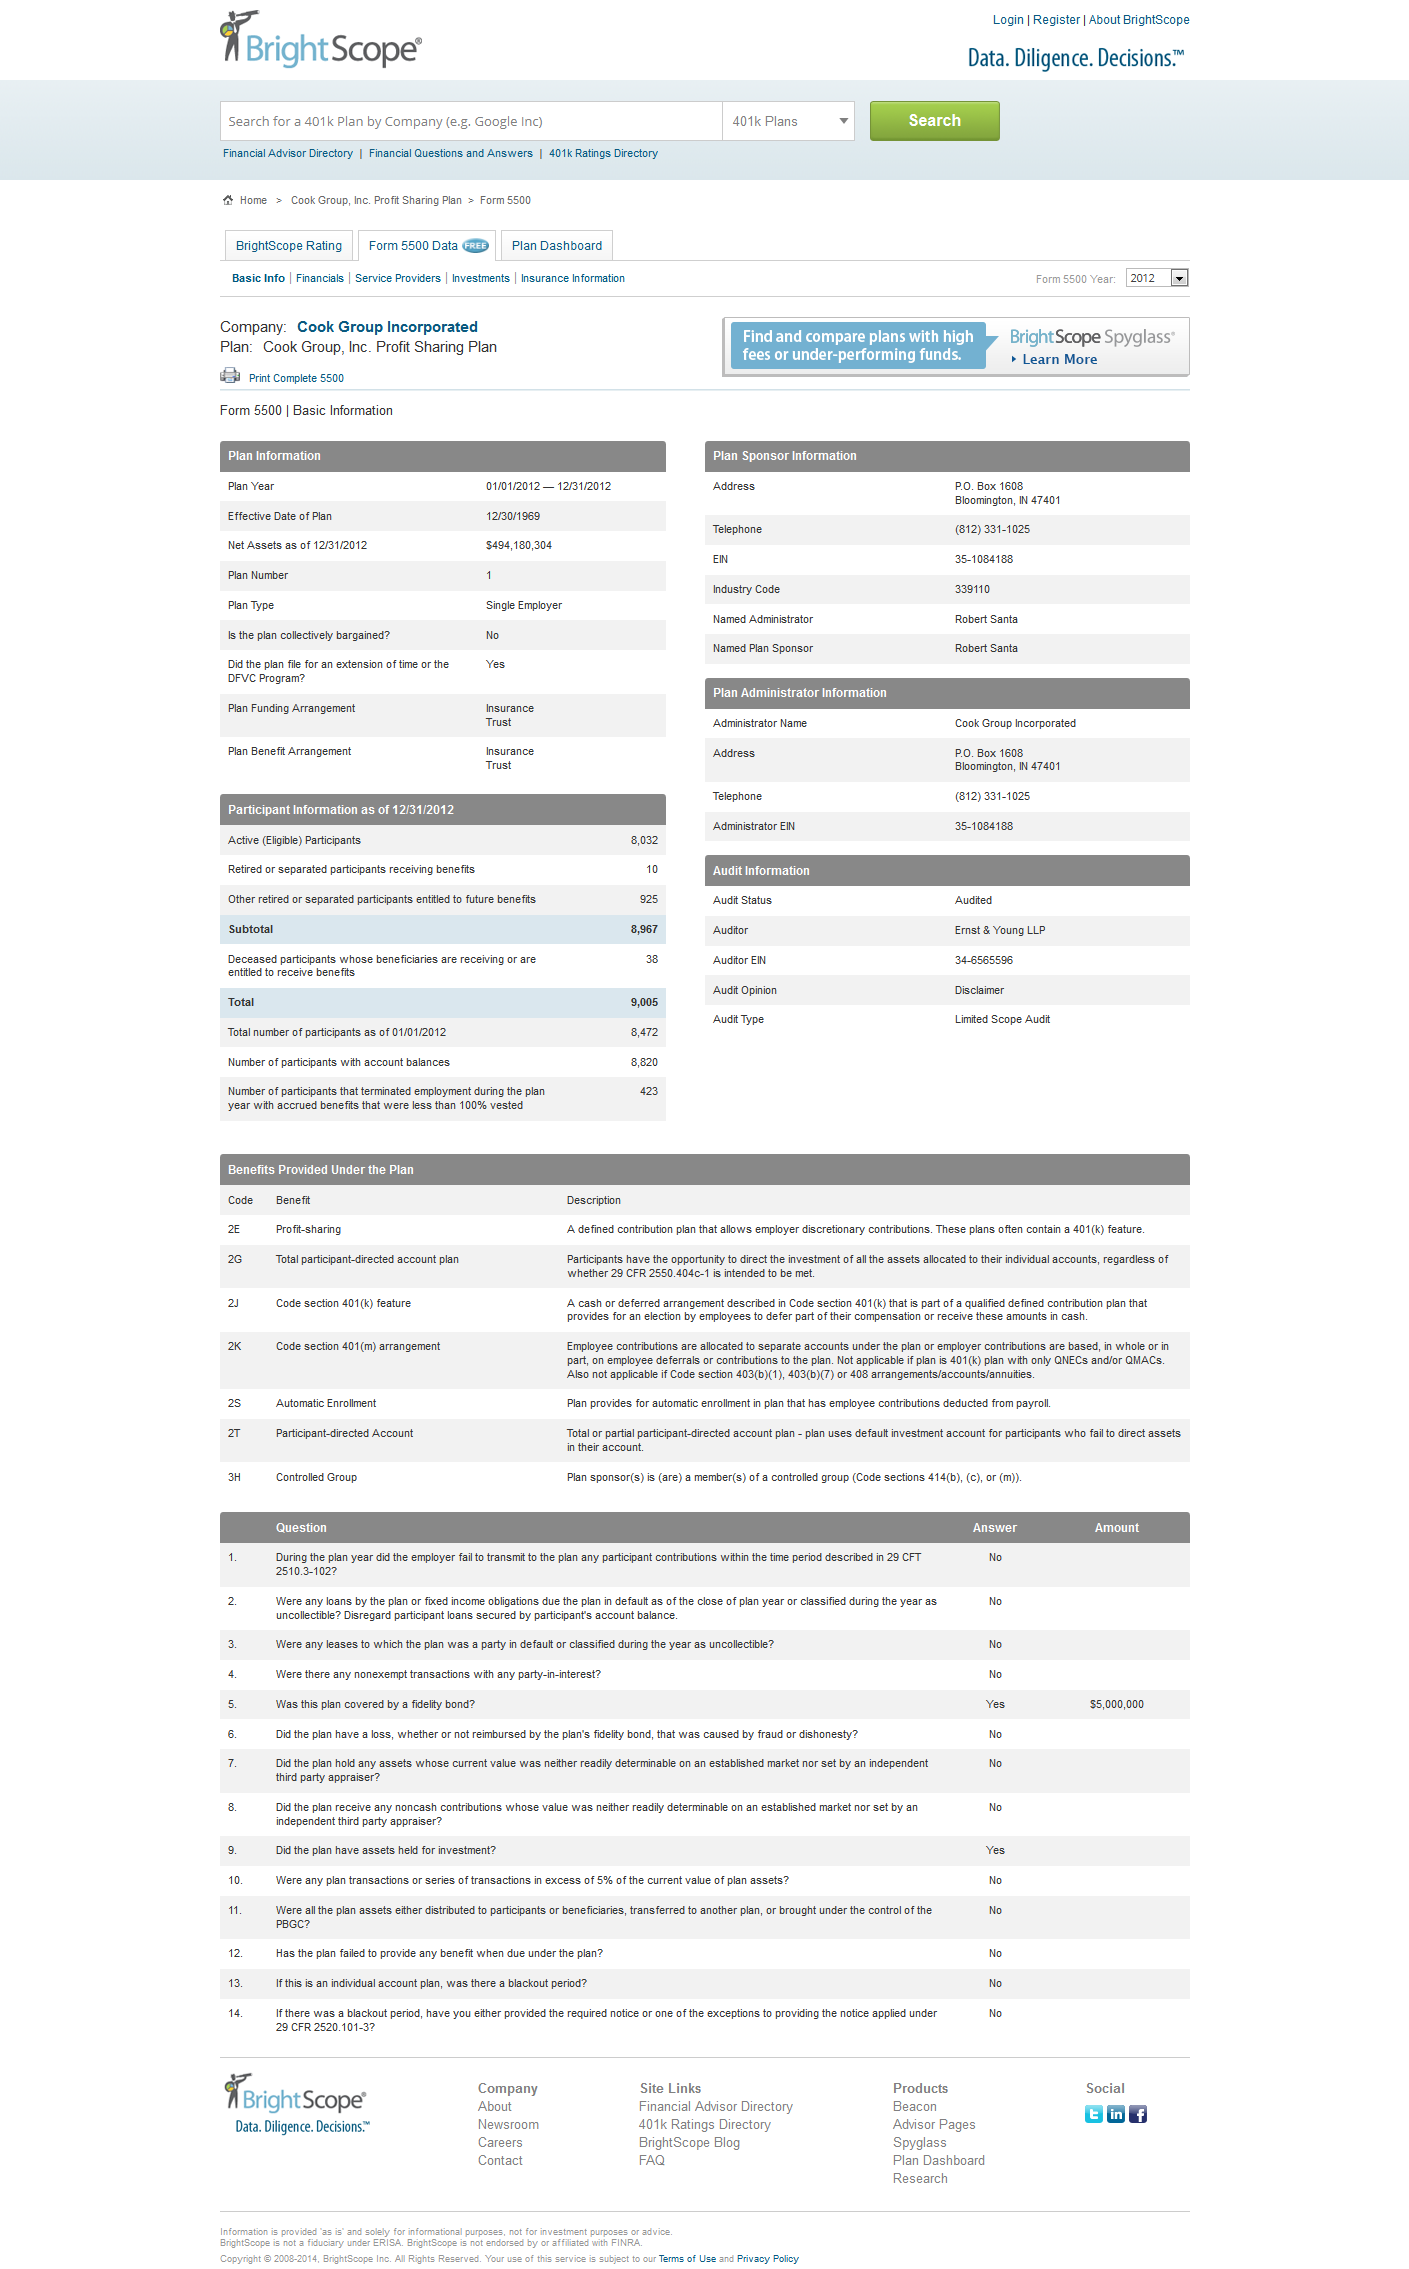 BrightScope®
Login | Register | About BrightScope
Data. Diligence. Decisions.™
Search for a 401k Plan by Company (e.g. Google Inc)
401k Plans
Search
Financial Advisor Directory | Financial Questions and Answers | 401k Ratings Directory
Home > Cook Group, Inc. Profit Sharing Plan > Form 5500
BrightScope Rating
Form 5500 Data FREE
Plan Dashboard
Basic Info | Financials | Service Providers | Investments | Insurance Information
Form 5500 Year: 2012
Company: Cook Group Incorporated
Plan: Cook Group, Inc. Profit Sharing Plan
Print Complete 5500
Find and compare plans with high
fees or under-performing funds.
BrightScope Spyglass®
Learn More
Form 5500 | Basic Information
Plan Information
Plan Year 01/01/2012 — 12/31/2012
Effective Date of Plan 12/30/1969
Net Assets as of 12/31/2012 $494,180,304
Plan Number 1
Plan Type Single Employer
Is the plan collectively bargained? No
Did the plan file for an extension of time or the Yes
DFVC Program?
Plan Funding Arrangement Insurance
Trust
Plan Benefit Arrangement Insurance
Trust
Participant Information as of 12/31/2012
Active (Eligible) Participants 8,032
Retired or separated participants receiving benefits 10
Other retired or separated participants entitled to future benefits 925
Subtotal 8,967
Deceased participants whose beneficiaries are receiving or are 38
entitled to receive benefits
Total 9,005
Total number of participants as of 01/01/2012 8,472
Number of participants with account balances 8,820
Number of participants that terminated employment during the plan 423
year with accrued benefits that were less than 100% vested
Plan Sponsor Information
Address P.O. Box 1608
Bloomington, IN 47401
Telephone (812) 331-1025
EIN 35-1084188
Industry Code 339110
Named Administrator Robert Santa
Named Plan Sponsor Robert Santa
Plan Administrator Information
Administrator Name Cook Group Incorporated
Address P.O. Box 1608
Bloomington, IN 47401
Telephone (812) 331-1025
Administrator EIN 35-1084188
Audit Information
Audit Status Audited
Auditor Ernst & Young LLP
Auditor EIN 34-6565596
Audit Opinion Disclaimer
Audit Type Limited Scope Audit
Benefits Provided Under the Plan
Code Benefit Description
2E Profit-sharing A defined contribution plan that allows employer discretionary contributions. These plans often contain a 401(k) feature.
2G Total participant-directed account plan Participants have the opportunity to direct the investment of all the assets allocated to their individual accounts, regardless of
whether 29 CFR 2550.404c-1 is intended to be met.
2J Code section 401(k) feature A cash or deferred arrangement described in Code section 401(k) that is part of a qualified defined contribution plan that
provides for an election by employees to defer part of their compensation or receive these amounts in cash.
2K Code section 401(m) arrangement Employee contributions are allocated to separate accounts under the plan or employer contributions are based, in whole or in
part, on employee deferrals or contributions to the plan. Not applicable if plan is 401(k) plan with only QNECs and/or QMACs.
Also not applicable if Code section 403(b)(1), 403(b)(7) or 408 arrangements/accounts/annuities.
2S Automatic Enrollment Plan provides for automatic enrollment in plan that has employee contributions deducted from payroll.
2T Participant-directed Account Total or partial participant-directed account plan - plan uses default investment account for participants who fail to direct assets
in their account.
3H Controlled Group Plan sponsor(s) is (are) a member(s) of a controlled group (Code sections 414(b), (c), or (m)).
Question Answer Amount
1. During the plan year did the employer fail to transmit to the plan any participant contributions within the time period described in 29 CFT No
2510.3-102?
2. Were any loans by the plan or fixed income obligations due the plan in default as of the close of plan year or classified during the year as No
uncollectible? Disregard participant loans secured by participant's account balance.
3. Were any leases to which the plan was a party in default or classified during the year as uncollectible? No
4. Were there any nonexempt transactions with any party-in-interest? No
5. Was this plan covered by a fidelity bond? Yes $5,000,000
6. Did the plan have a loss, whether or not reimbursed by the plan's fidelity bond, that was caused by fraud or dishonesty? No
7. Did the plan hold any assets whose current value was neither readily determinable on an established market nor set by an independent No
third party appraiser?
8. Did the plan receive any noncash contributions whose value was neither readily determinable on an established market nor set by an No
independent third party appraiser?
9. Did the plan have assets held for investment? Yes
10. Were any plan transactions or series of transactions in excess of 5% of the current value of plan assets? No
11. Were all the plan assets either distributed to participants or beneficiaries, transferred to another plan, or brought under the control of the No
PBGC?
12. Has the plan failed to provide any benefit when due under the plan? No
13. If this is an individual account plan, was there a blackout period? No
14. If there was a blackout period, have you either provided the required notice or one of the exceptions to providing the notice applied under No
29 CFR 2520.101-3?
BrightScope®
Data. Diligence. Decisions.™
Company
About
Newsroom
Careers
Contact
Site Links
Financial Advisor Directory
401k Ratings Directory
BrightScope Blog
FAQ
Products
Beacon
Advisor Pages
Spyglass
Plan Dashboard
Research
Social
Information is provided 'as is' and solely for informational purposes, not for investment purposes or advice.
BrightScope is not a fiduciary under ERISA. BrightScope is not endorsed by or affiliated with FINRA.
Copyright © 2008-2014, BrightScope Inc. All Rights Reserved. Your use of this service is subject to our Terms of Use and Privacy Policy